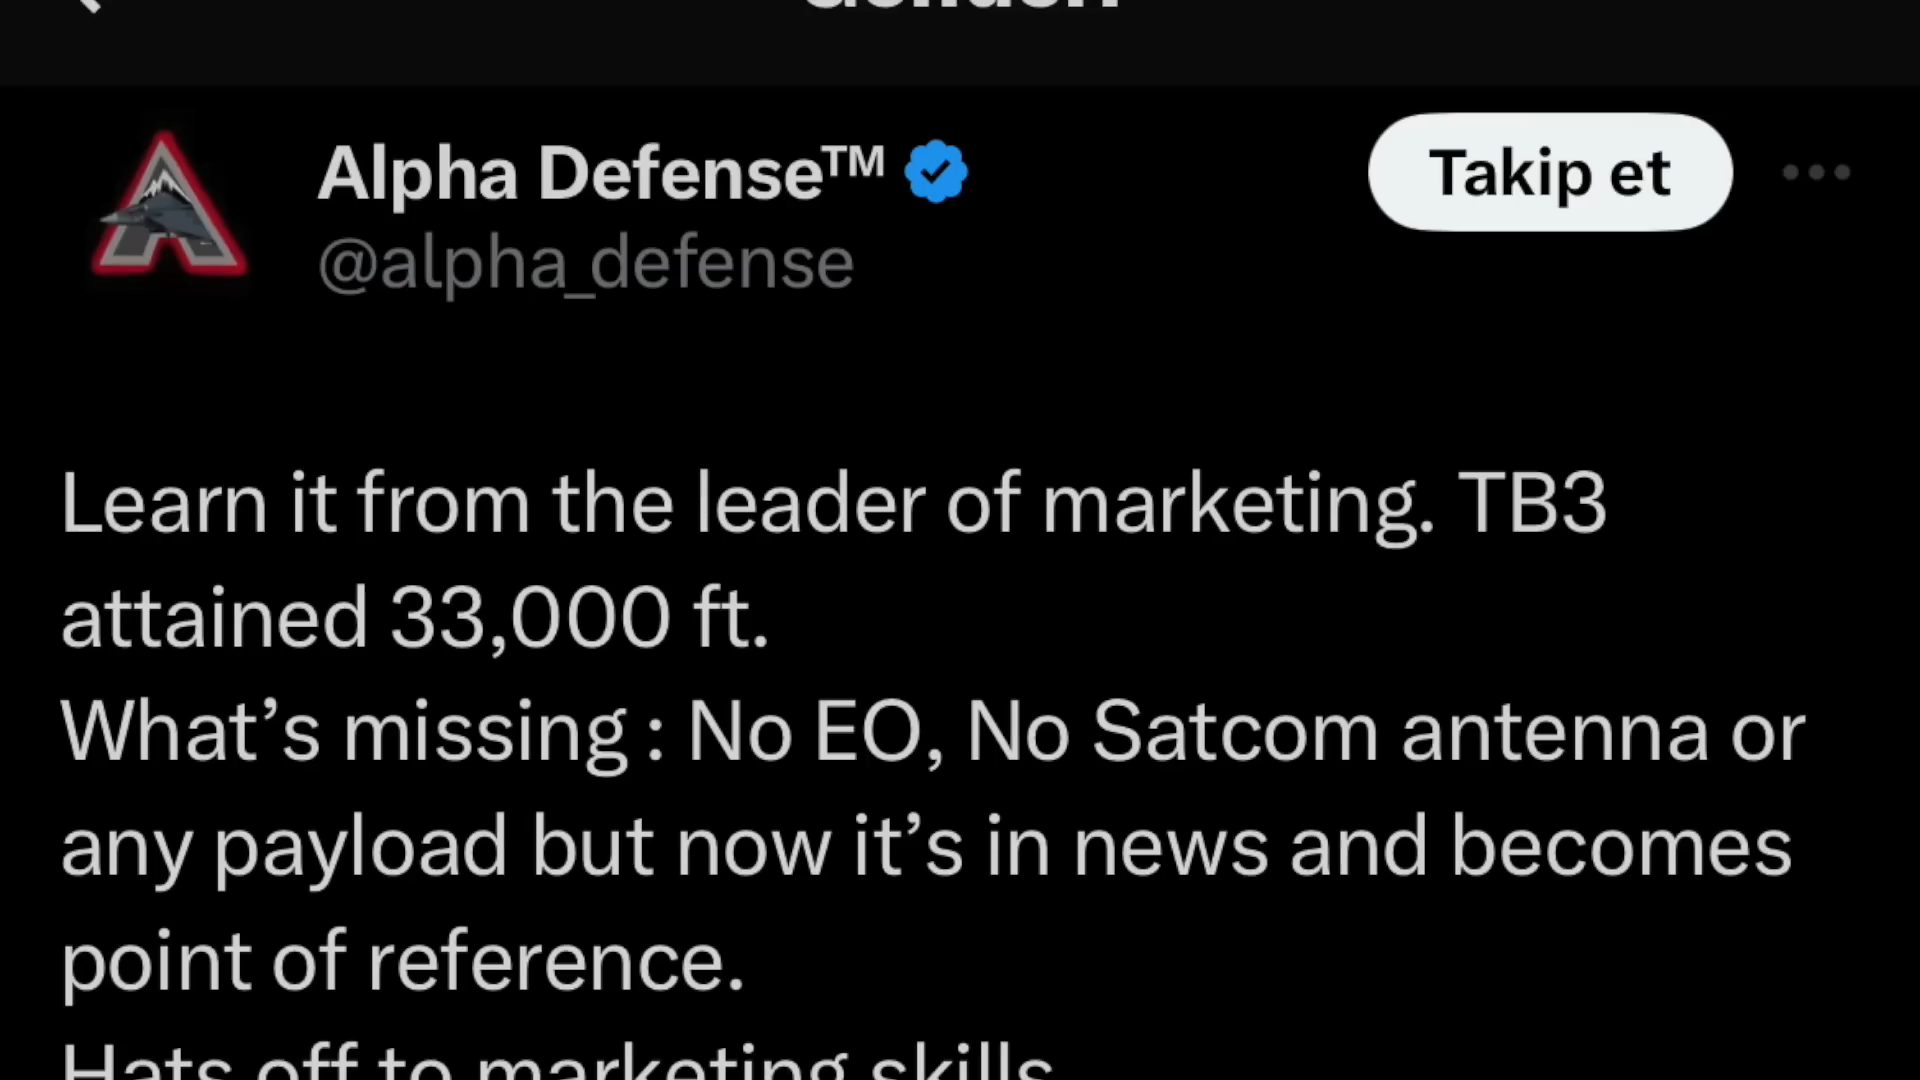 Alpha Defense™
Takip et
@alpha_defense
Learn it from the leader of marketing. TB3
attained 33,000 ft.
What’s missing : No EO, No Satcom antenna or
any payload but now it’s in news and becomes
point of reference.
Hats off to marketing skills